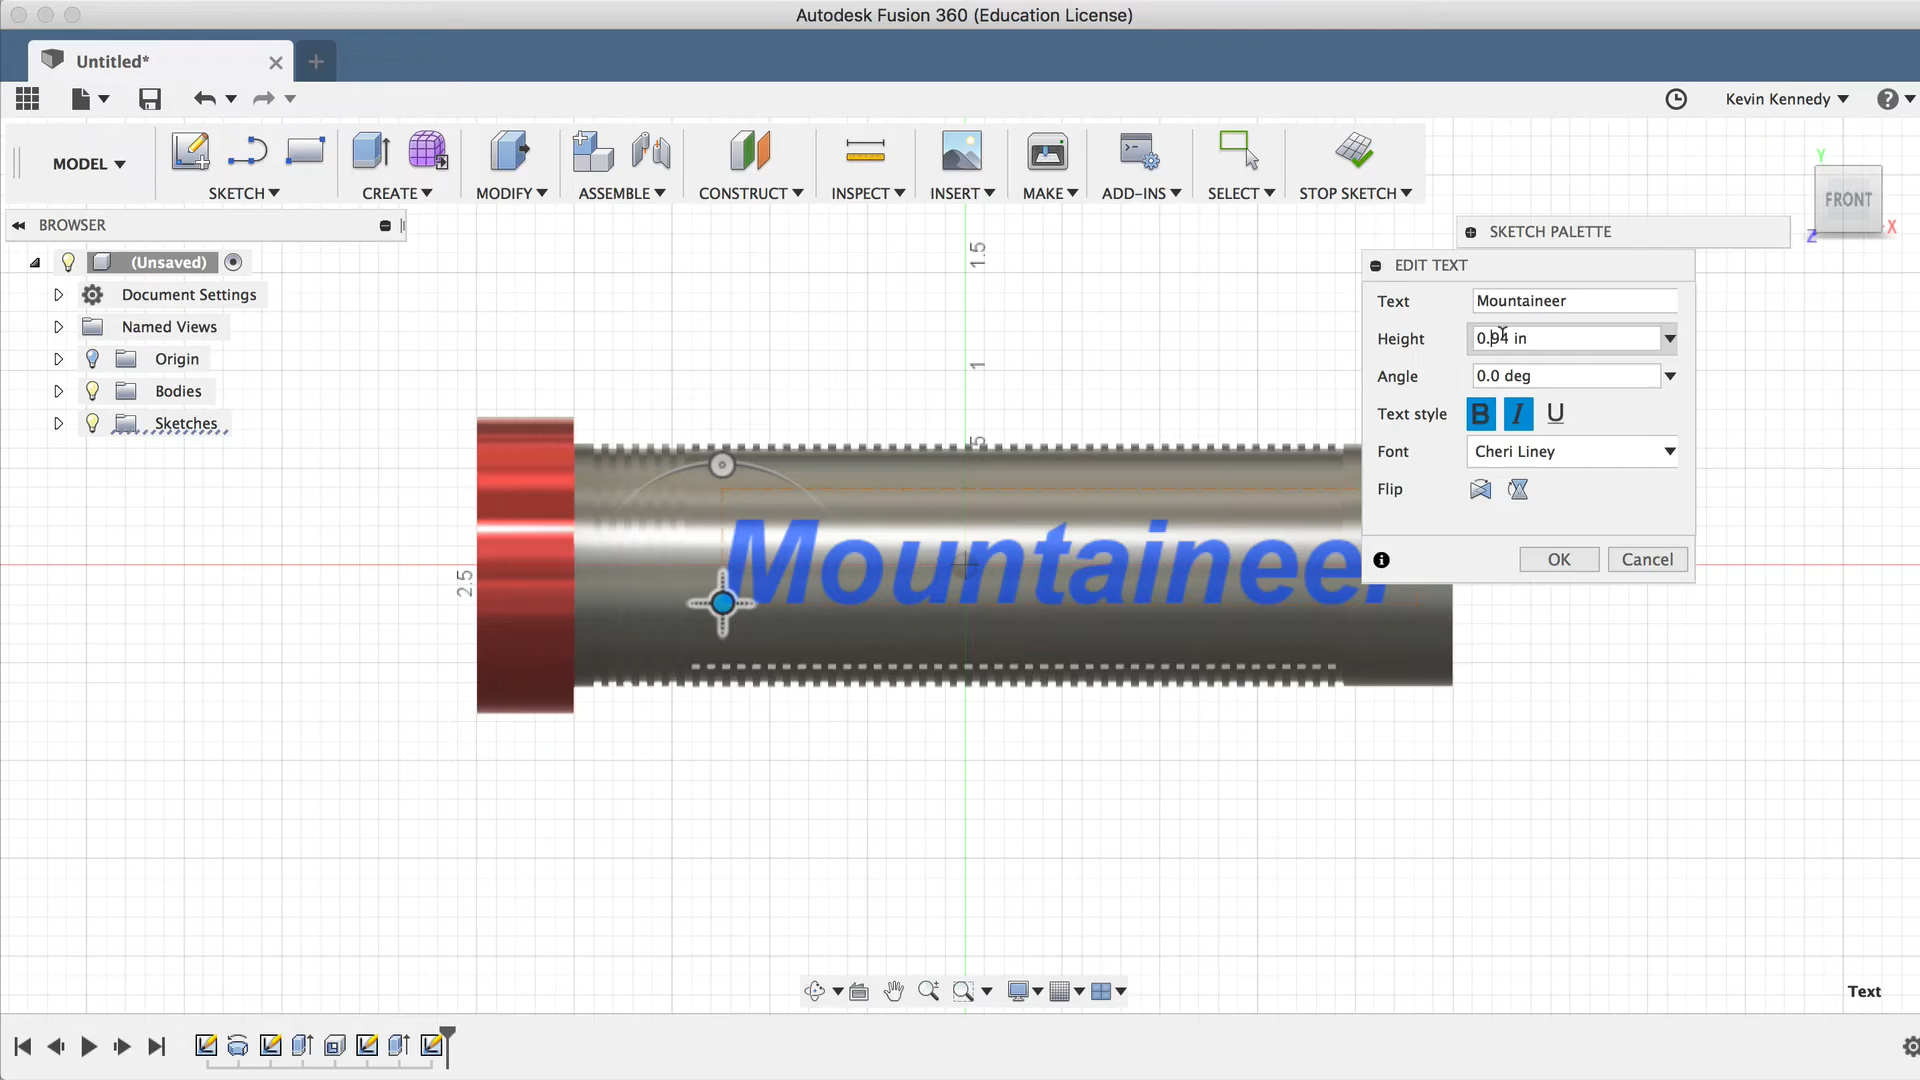 Autodesk Fusion 360 (Education License)
Untitled*
Kevin Kennedy
MODEL
SKETCH
CREATE
MODIFY
ASSEMBLE
CONSTRUCT
INSPECT
INSERT
MAKE
ADD-INS
SELECT
STOP SKETCH
FRONT
Y
X
Z
BROWSER
(Unsaved)
Document Settings
Named Views
Origin
Bodies
Sketches
SKETCH PALETTE
EDIT TEXT
Text Mountaineer
Height 0.94 in
Angle 0.0 deg
Text style B I U
Font Cheri Liney
Flip
OK Cancel
1.5
1
5
2.5
Mountaineer
Text